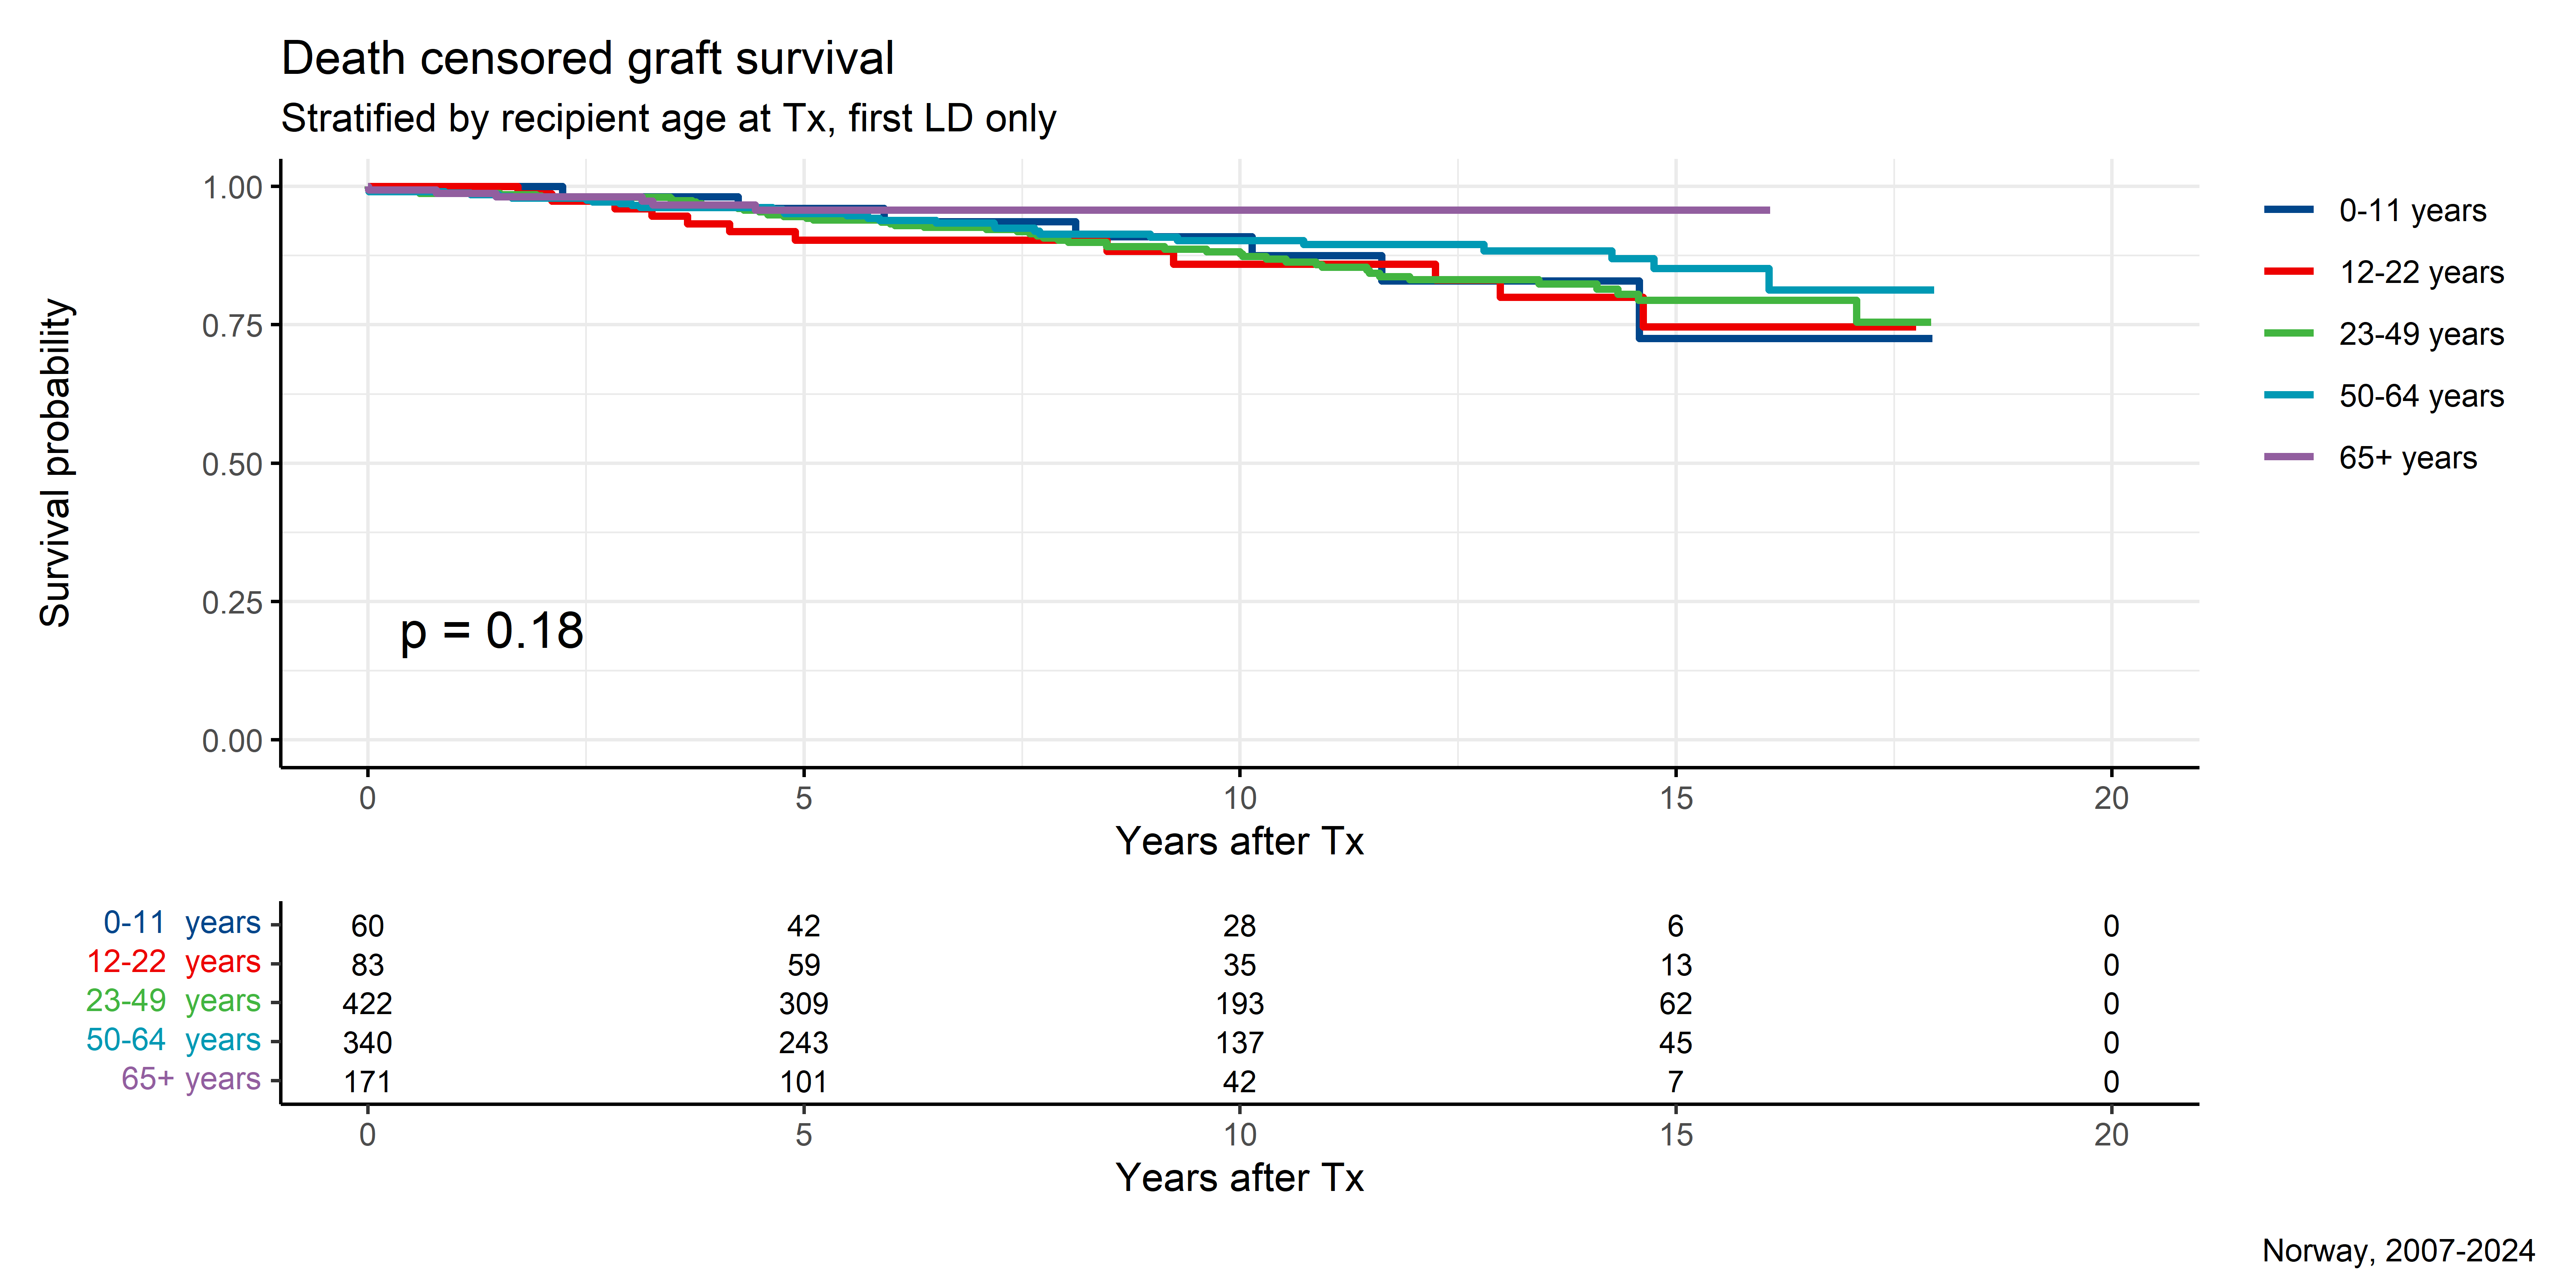 Death censored graft survival
Stratified by recipient age at Tx, first LD only
Survival probability
1.00
0.75
0.50
0.25
0.00
p = 0.18
0 5 10 15 20
Years after Tx
0-11 years
12-22 years
23-49 years
50-64 years
65+ years
0-11 years 60 42 28 6 0
12-22 years 83 59 35 13 0
23-49 years 422 309 193 62 0
50-64 years 340 243 137 45 0
65+ years 171 101 42 7 0
0 5 10 15 20
Years after Tx
Norway, 2007-2024